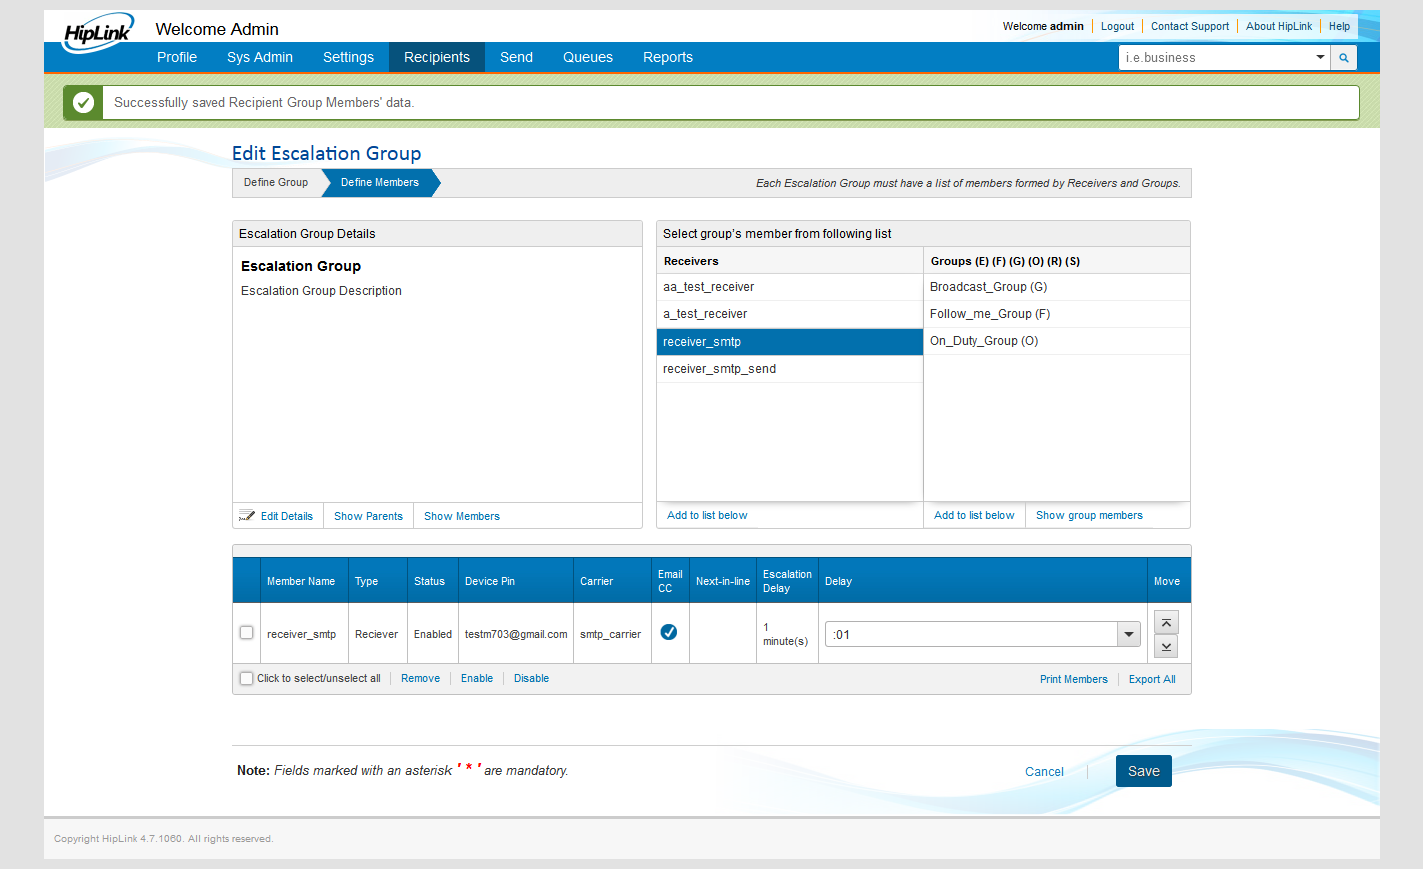 HipLink
Welcome Admin
Welcome admin Logout Contact Support About HipLink Help
Profile Sys Admin Settings Recipients Send Queues Reports
i.e.business
Successfully saved Recipient Group Members' data.
Edit Escalation Group
Define Group Define Members Each Escalation Group must have a list of members formed by Receivers and Groups.
Escalation Group Details
Escalation Group
Escalation Group Description
Edit Details Show Parents Show Members
Select group's member from following list
Receivers Groups (E) (F) (G) (O) (R) (S)
aa_test_receiver Broadcast_Group (G)
a_test_receiver Follow_me_Group (F)
receiver_smtp On_Duty_Group (O)
receiver_smtp_send
Add to list below Add to list below Show group members
Member Name Type Status Device Pin Carrier Email CC Next-in-line Escalation Delay Delay Move
receiver_smtp Reciever Enabled testm703@gmail.com smtp_carrier 1 minute(s) :01
Click to select/unselect all Remove Enable Disable Print Members Export All
Note: Fields marked with an asterisk ' * ' are mandatory.
Cancel Save
Copyright HipLink 4.7.1060. All rights reserved.